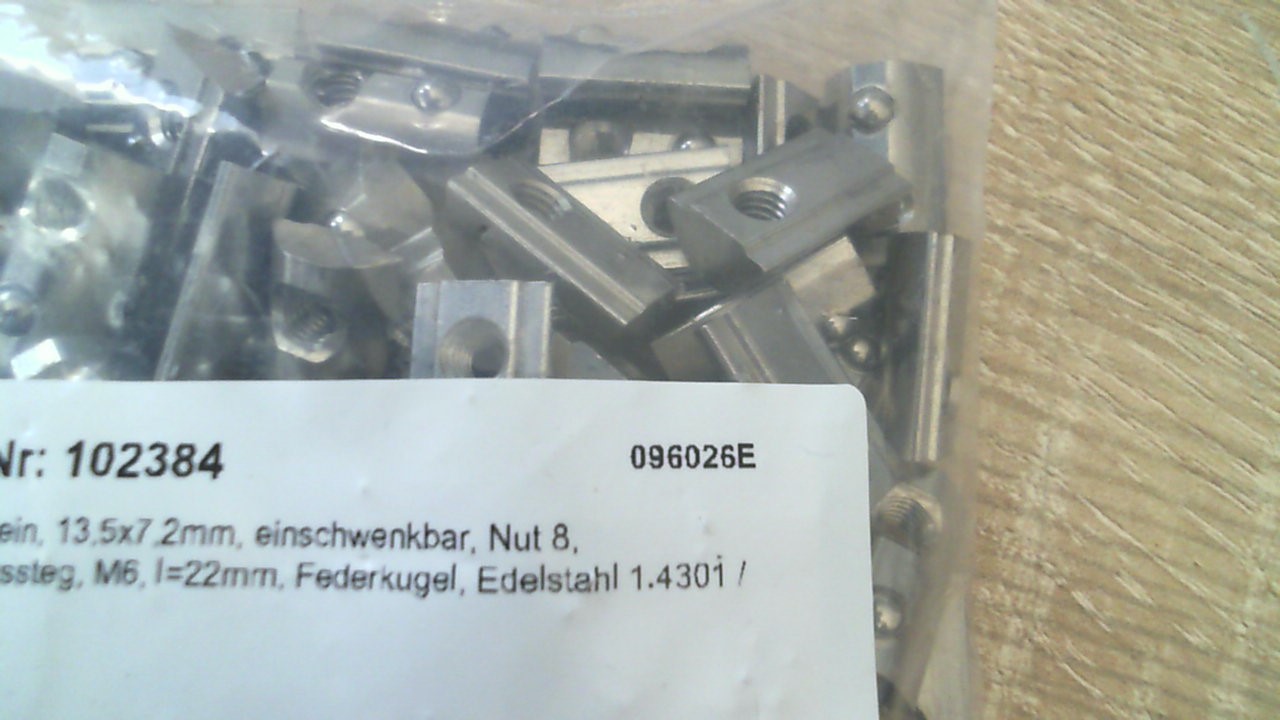 Nr: 102384 096026E
ein, 13,5x7,2mm, einschwenkbar, Nut 8,
ssteg, M6, l=22mm, Federkugel, Edelstahl 1.4301 /